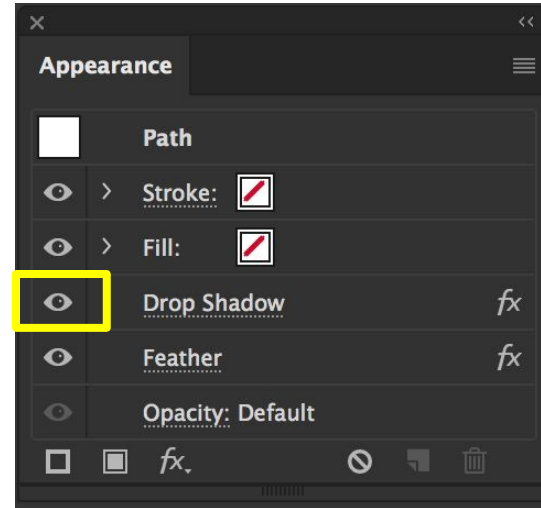 Appearance
Path
Stroke:
Fill:
Drop Shadow fx
Feather fx
Opacity: Default
fx